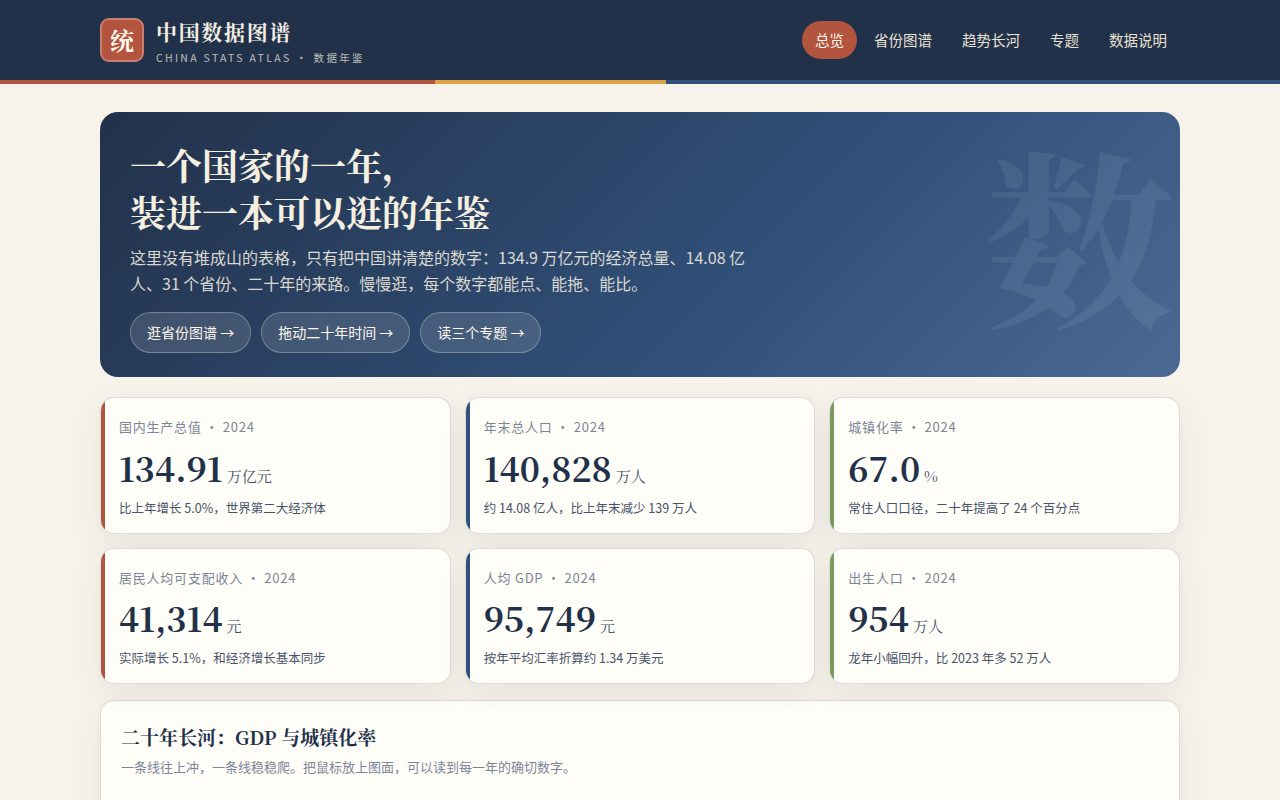 统
中国数据图谱
CHINA STATS ATLAS · 数据年鉴
总览
省份图谱
趋势长河
专题
数据说明
一个国家的一年，
装进一本可以逛的年鉴
这里没有堆成山的表格，只有把中国讲清楚的数字：134.9 万亿元的经济总量、14.08 亿
人、31 个省份、二十年的来路。慢慢逛，每个数字都能点、能拖、能比。
逛省份图谱 →
拖动二十年时间 →
读三个专题 →
数
国内生产总值 · 2024
134.91 万亿元
比上年增长 5.0%，世界第二大经济体
年末总人口 · 2024
140,828 万人
约 14.08 亿人，比上年末减少 139 万人
城镇化率 · 2024
67.0 %
常住人口口径，二十年提高了 24 个百分点
居民人均可支配收入 · 2024
41,314 元
实际增长 5.1%，和经济增长基本同步
人均 GDP · 2024
95,749 元
按年平均汇率折算约 1.34 万美元
出生人口 · 2024
954 万人
龙年小幅回升，比 2023 年多 52 万人
二十年长河：GDP 与城镇化率
一条线往上冲，一条线稳稳爬。把鼠标放上图面，可以读到每一年的确切数字。